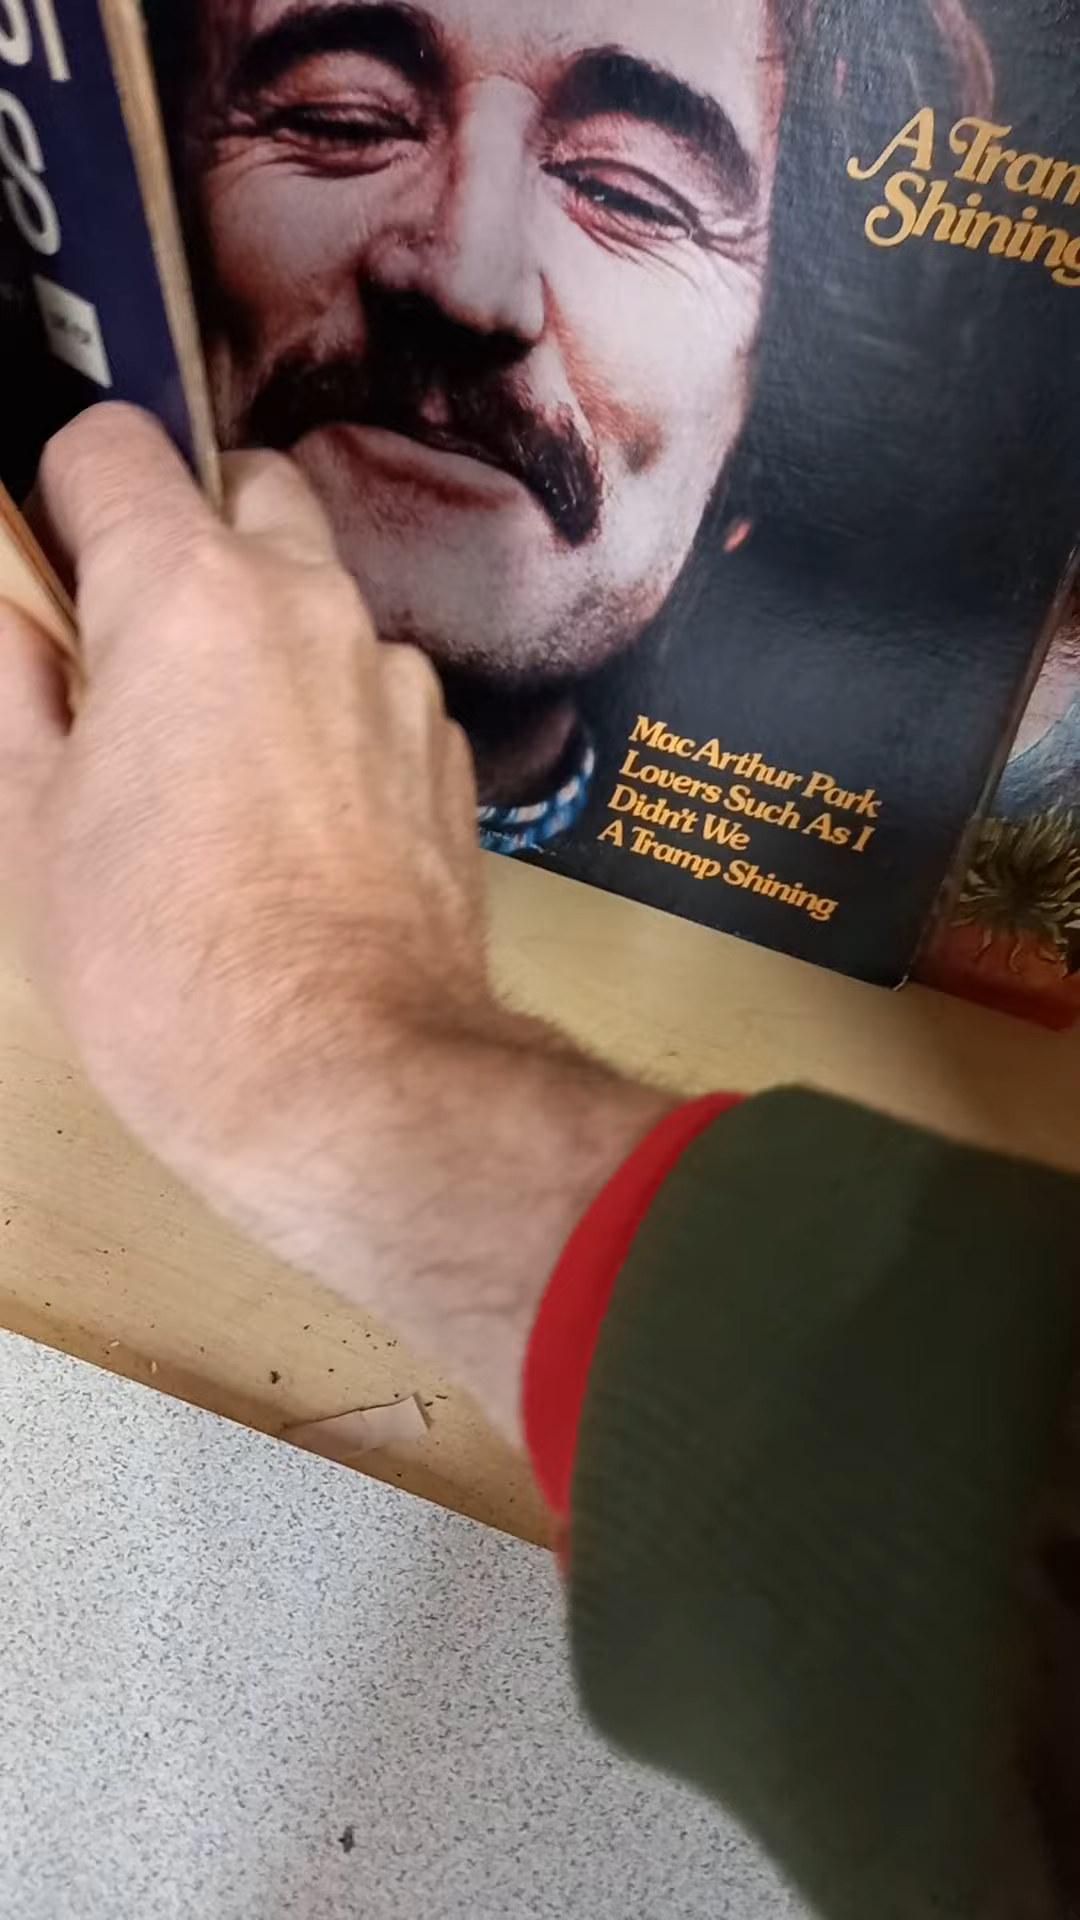 A Tram
Shining
MacArthur Park
Lovers Such As I
Didn't We
A Tramp Shining